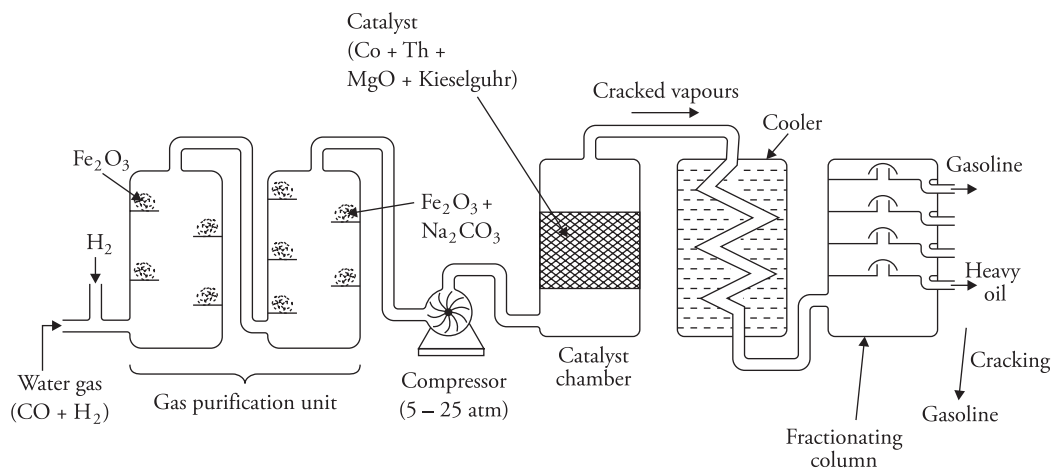 Catalyst
(Co + Th +
MgO + Kieselguhr)
Cracked vapours
Cooler
Fe₂O₃
Gasoline
Fe₂O₃ +
Na₂CO₃
H₂
Heavy
oil
Water gas
(CO + H₂)
Gas purification unit
Compressor
(5 – 25 atm)
Catalyst
chamber
Cracking
Gasoline
Fractionating
column